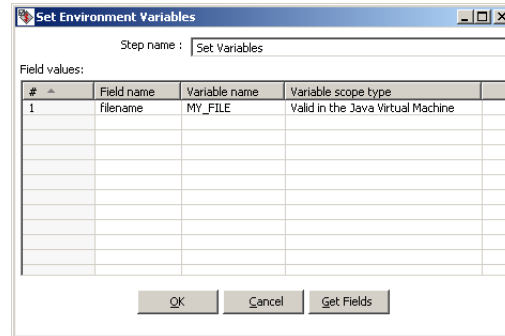 Set Environment Variables
Step name : Set Variables
Field values:
# Field name Variable name Variable scope type
1 filename MY_FILE Valid in the Java Virtual Machine
OK Cancel Get Fields